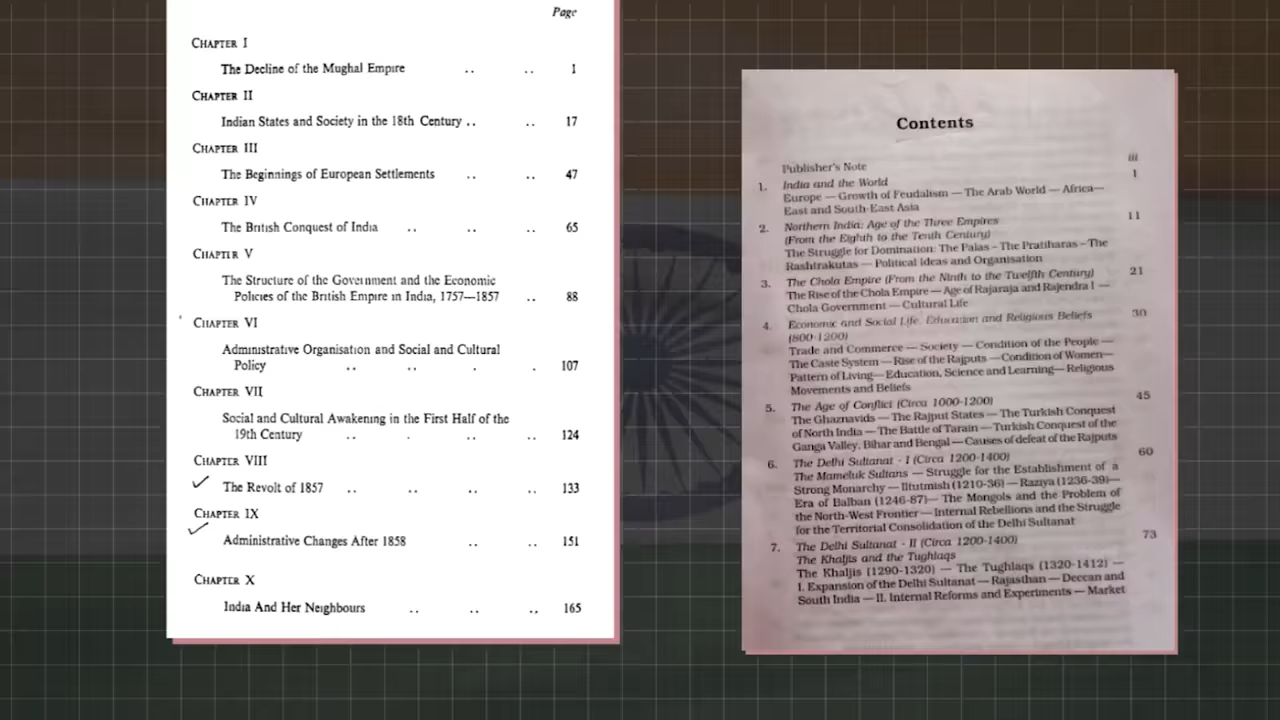 Page
CHAPTER I
The Decline of the Mughal Empire .. .. 1
CHAPTER II
Indian States and Society in the 18th Century .. .. 17
CHAPTER III
The Beginnings of European Settlements .. .. 47
CHAPTER IV
The British Conquest of India .. .. .. 65
CHAPTER V
The Structure of the Government and the Economic
Policies of the British Empire in India, 1757—1857 .. 88
CHAPTER VI
Administrative Organisation and Social and Cultural
Policy .. .. . . 107
CHAPTER VII
Social and Cultural Awakening in the First Half of the
19th Century .. . .. .. 124
CHAPTER VIII
The Revolt of 1857 .. .. .. .. 133
CHAPTER IX
Administrative Changes After 1858 .. .. 151
CHAPTER X
India And Her Neighbours .. .. .. 165
Contents
Publisher's Note iii
1. India and the World 1
Europe — Growth of Feudalism — The Arab World — Africa—
East and South-East Asia
2. Northern India: Age of the Three Empires 11
(From the Eighth to the Tenth Century)
The Struggle for Domination: The Palas – The Pratiharas – The
Rashtrakutas — Political Ideas and Organisation
3. The Chola Empire (From the Ninth to the Twelfth Century) 21
The Rise of the Chola Empire — Age of Rajaraja and Rajendra I —
Chola Government — Cultural Life
4. Economic and Social Life, Education and Religious Beliefs 30
(800-1200)
Trade and Commerce — Society — Condition of the People —
The Caste System — Rise of the Rajputs — Condition of Women—
Pattern of Living— Education, Science and Learning— Religious
Movements and Beliefs
5. The Age of Conflict (Circa 1000-1200) 45
The Ghaznavids — The Rajput States — The Turkish Conquest
of North India — The Battle of Tarain — Turkish Conquest of the
Ganga Valley, Bihar and Bengal — Causes of defeat of the Rajputs
6. The Delhi Sultanat - I (Circa 1200-1400) 60
The Mameluk Sultans — Struggle for the Establishment of a
Strong Monarchy — Iltutmish (1210-36) — Raziya (1236-39)—
Era of Balban (1246-87)— The Mongols and the Problem of
the North-West Frontier — Internal Rebellions and the Struggle
for the Territorial Consolidation of the Delhi Sultanat
7. The Delhi Sultanat - II (Circa 1200-1400) 73
The Khaljis and the Tughlaqs
The Khaljis (1290-1320) — The Tughlaqs (1320-1412) —
I. Expansion of the Delhi Sultanat — Rajasthan — Deccan and
South India — II. Internal Reforms and Experiments — Market